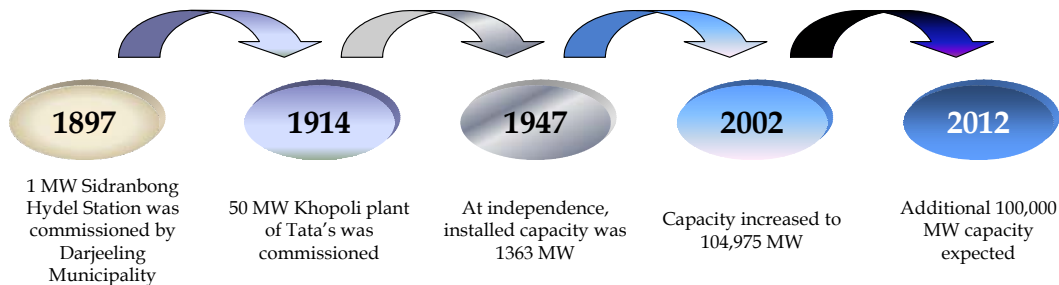 1897
1914
1947
2002
2012
1 MW Sidranbong
Hydel Station was
commissioned by
Darjeeling
Municipality
50 MW Khopoli plant
of Tata's was
commissioned
At independence,
installed capacity was
1363 MW
Capacity increased to
104,975 MW
Additional 100,000
MW capacity
expected